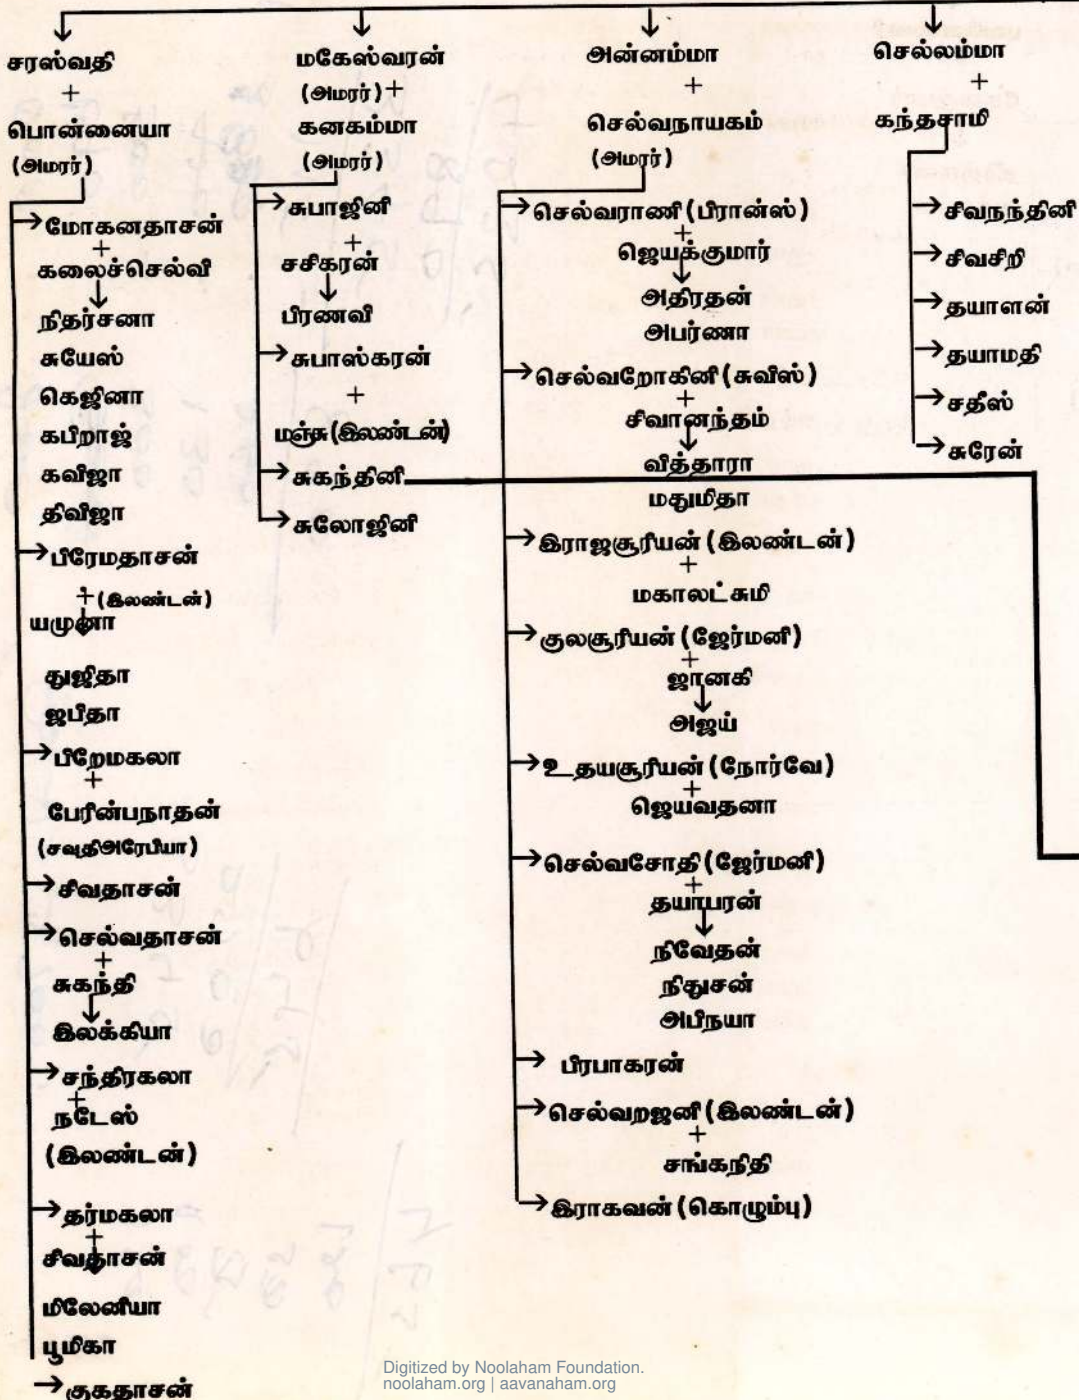 சரஸ்வதி
+
பொன்னையா
(அமரர்)
மோகனதாசன்
+
கலைச்செல்வி
நிதர்சனா
சுயேஸ்
கெஜினா
கபிறாஜ்
கவிஜா
திவிஜா
பிரேமதாசன்
+ (இலண்டன்)
யமுனா
துஜிதா
ஜபிதா
பிறேமகலா
+
பேரின்பநாதன்
(சவுதிஅரேபியா)
சிவதாசன்
செல்வதாசன்
+
சுகந்தி
இலக்கியா
சந்திரகலா
+
நடேஸ்
(இலண்டன்)
தர்மகலா
+
சிவதாசன்
மிலேனியா
பூமிகா
குகதாசன்
மகேஸ்வரன்
(அமரர்) +
கனகம்மா
(அமரர்)
சுபாஜினி
+
சசிகரன்
பிரணவி
சுபாஸ்கரன்
+
மஞ்சு (இலண்டன்)
சுகந்தினி
சுலோஜினி
அன்னம்மா
+
செல்வநாயகம்
(அமரர்)
செல்வராணி (பிரான்ஸ்)
+
ஜெயக்குமார்
அதிரதன்
அபர்ணா
செல்வறோகினி (சுவிஸ்)
+
சிவானந்தம்
வித்தாரா
மதுமிதா
இராஜசூரியன் (இலண்டன்)
+
மகாலட்சுமி
குலசூரியன் (ஜேர்மனி)
+
ஜானகி
அஜய்
உதயசூரியன் (நோர்வே)
+
ஜெயவதனா
செல்வசோதி (ஜேர்மனி)
+
தயாபரன்
நிவேதன்
நிதுசன்
அபிநயா
பிரபாகரன்
செல்வறஜனி (இலண்டன்)
+
சங்கநிதி
இராகவன் (கொழும்பு)
செல்லம்மா
+
கந்தசாமி
சிவநந்தினி
சிவசிறி
தயாளன்
தயாமதி
சதீஸ்
சுரேன்
Digitized by Noolaham Foundation.
noolaham.org | aavanaham.org